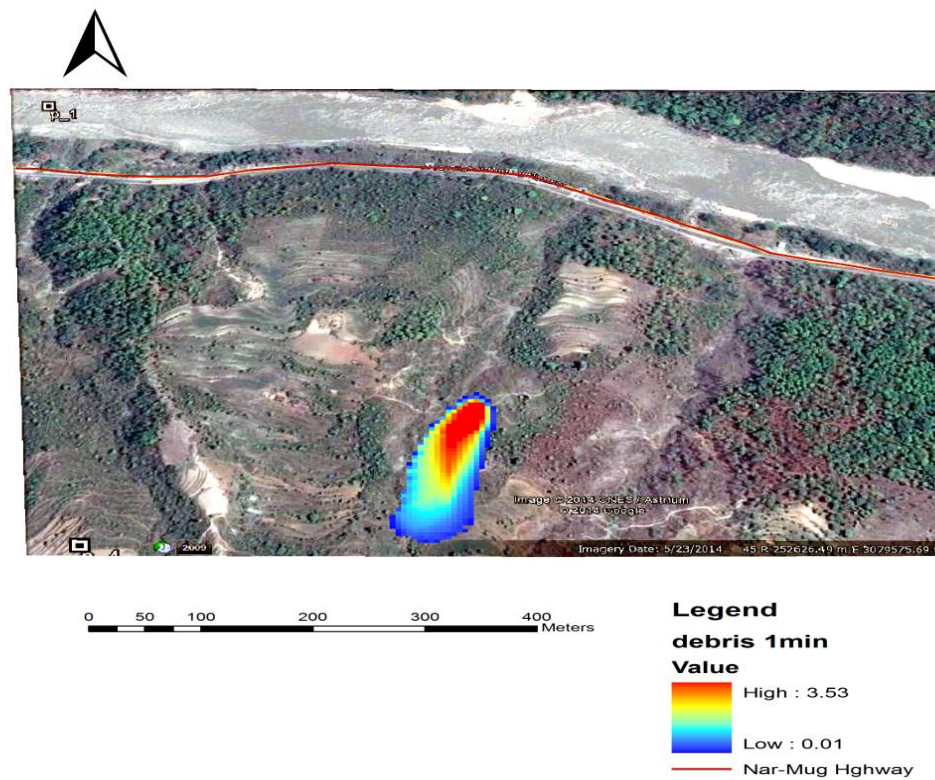 p_1
Image © 2014 CNES / Astrium
© 2014 Google
2009
Imagery Date: 5/23/2014    45 R 252626.49 m E 3079575.69
0 50 100 200 300 400
Meters
Legend
debris 1min
Value
High : 3.53
Low : 0.01
Nar-Mug Hghway